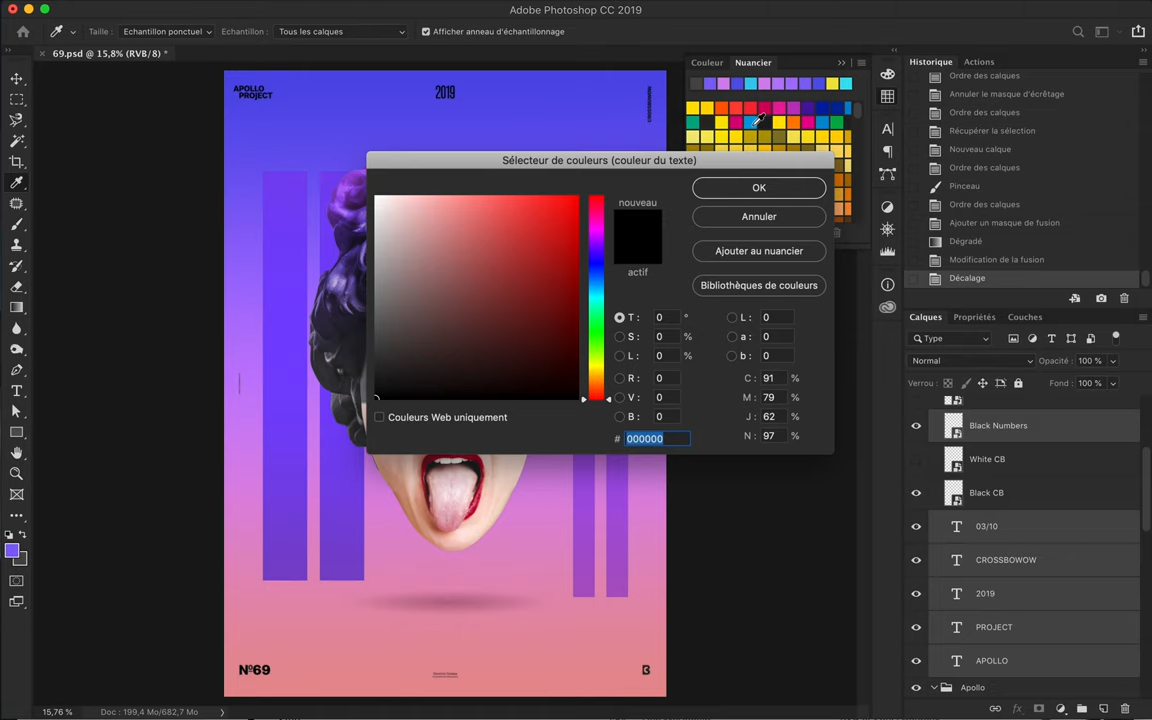 Adobe Photoshop CC 2019
Taille : Echantillon ponctuel Echantillon : Tous les calques Afficher anneau d'échantillonnage
69.psd @ 15,8% (RVB/8) *
Couleur Nuancier
Historique Actions
Ordre des calques
Annuler le masque d'écrêtage
Ordre des calques
Récupérer la sélection
Nouveau calque
Ordre des calques
Pinceau
Ordre des calques
Ajouter un masque de fusion
Dégradé
Modification de la fusion
Décalage
APOLLO
PROJECT
2019
CROSSBOWOW
Sélecteur de couleurs (couleur du texte)
nouveau
actif
OK
Annuler
Ajouter au nuancier
Bibliothèques de couleurs
T : 0 °
S : 0 %
L : 0 %
R : 0
V : 0
B : 0
# 000000
L : 0
a : 0
b : 0
C : 91 %
M : 79 %
J : 62 %
N : 97 %
Couleurs Web uniquement
Calques Propriétés Couches
Type
Normal Opacité : 100 %
Verrou : Fond : 100 %
Black Numbers
White CB
Black CB
T 03/10
T CROSSBOWOW
T 2019
T PROJECT
T APOLLO
Apollo
Nº69
15,76 % Doc : 199,4 Mo/682,7 Mo